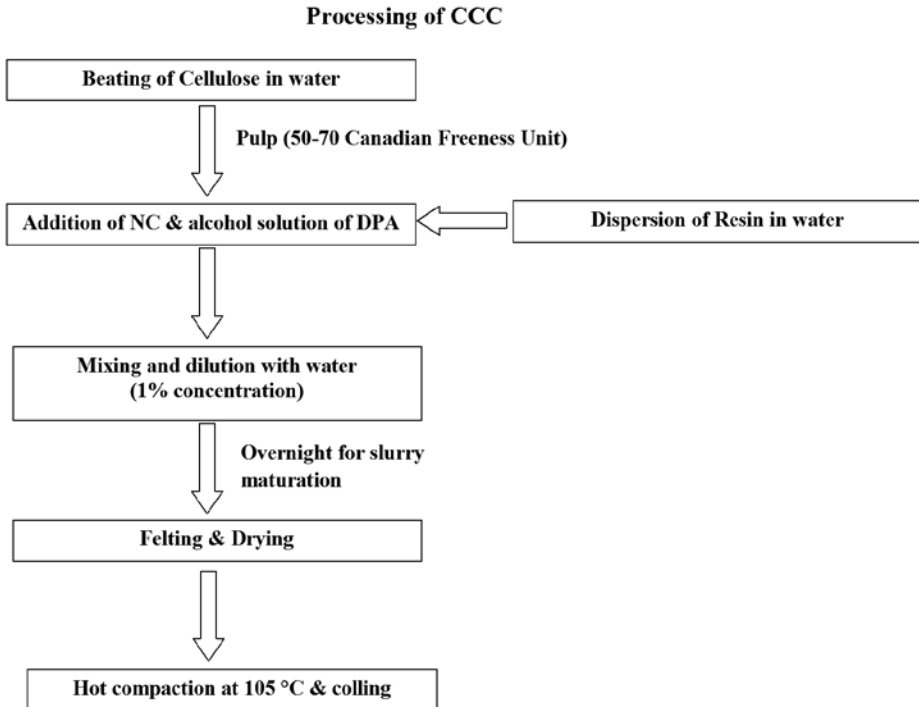 Processing of CCC
Beating of Cellulose in water
Pulp (50-70 Canadian Freeness Unit)
Addition of NC & alcohol solution of DPA
Dispersion of Resin in water
Mixing and dilution with water
(1% concentration)
Overnight for slurry
maturation
Felting & Drying
Hot compaction at 105 °C & colling